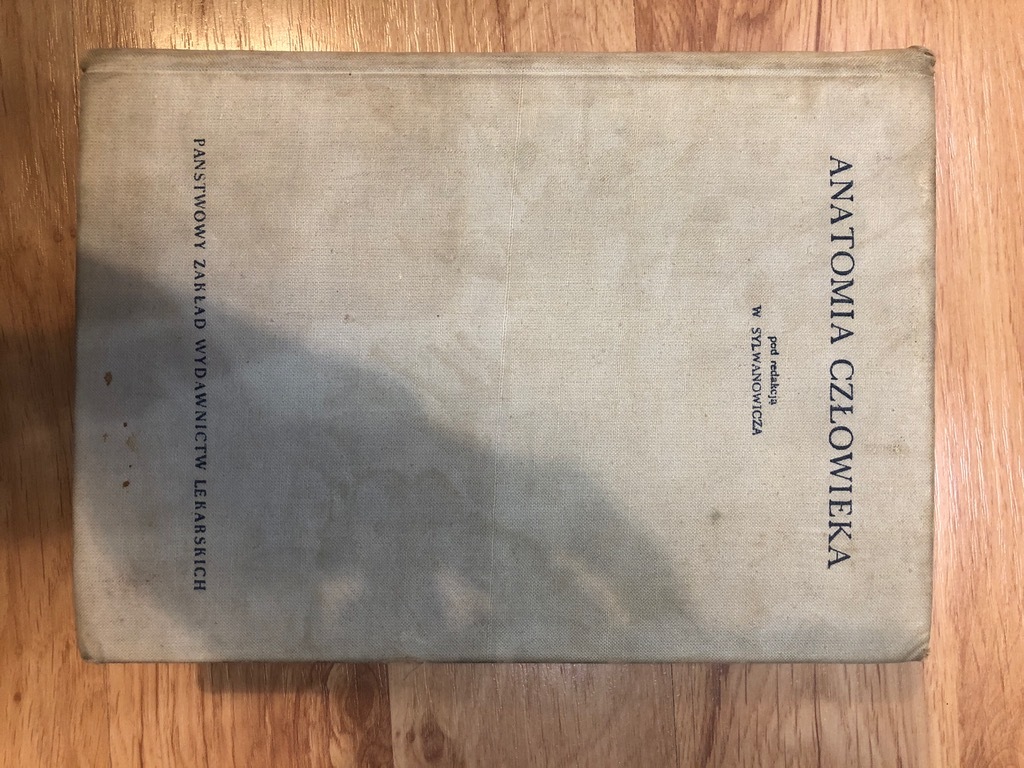 ANATOMIA CZŁOWIEKA
pod redakcją
W SYLWANOWICZA
PAŃSTWOWY ZAKŁAD WYDAWNICTW LEKARSKICH